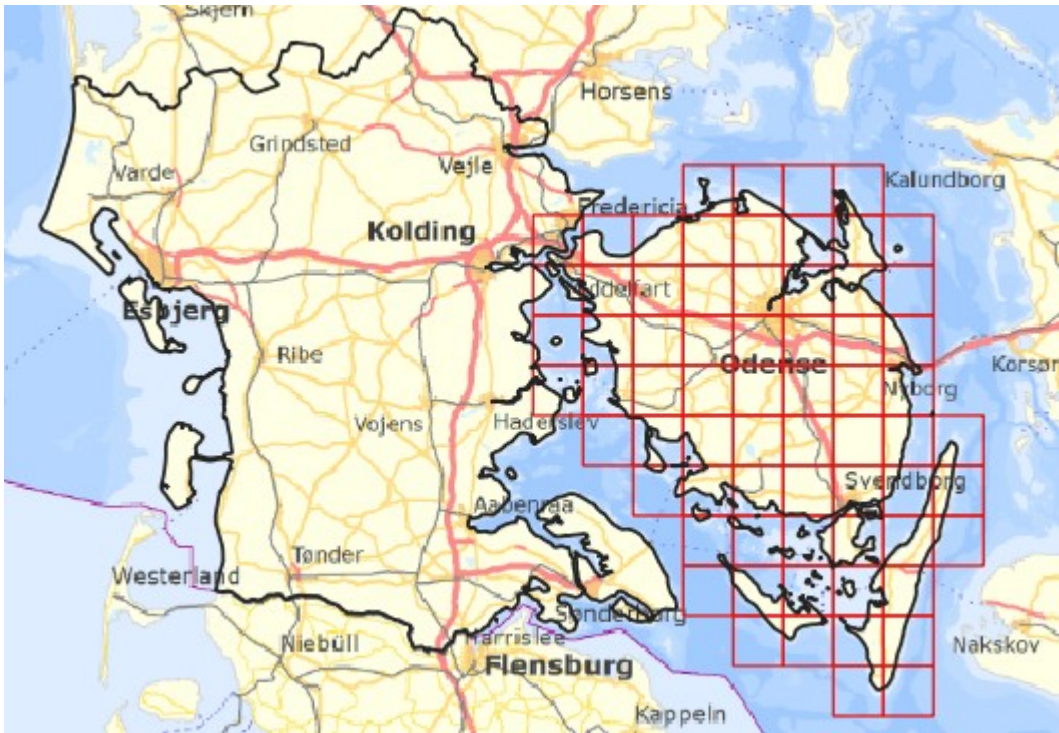 Skjern
Horsens
Grindsted
Vejle
Varde
Kalundborg
Fredericia
Kolding
Middelfart
Esbjerg
Ribe
Odense
Korsør
Nyborg
Vojens
Haderslev
Svendborg
Aabenraa
Tønder
Westerland
Sønderborg
Harrislee
Niebüll
Nakskov
Flensburg
Kappeln